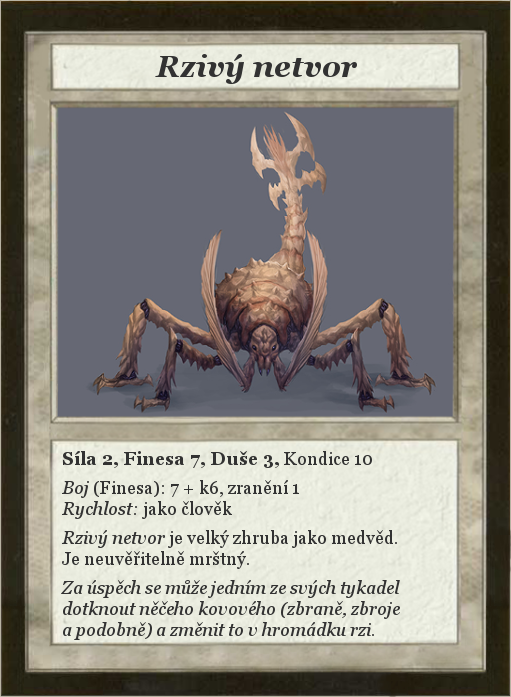 Rzivý netvor
Síla 2, Finesa 7, Duše 3, Kondice 10
Boj (Finesa): 7 + k6, zranění 1
Rychlost: jako člověk
Rzivý netvor je velký zhruba jako medvěd.
Je neuvěřitelně mrštný.
Za úspěch se může jedním ze svých tykadel
dotknout něčeho kovového (zbraně, zbroje
a podobně) a změnit to v hromádku rzi.